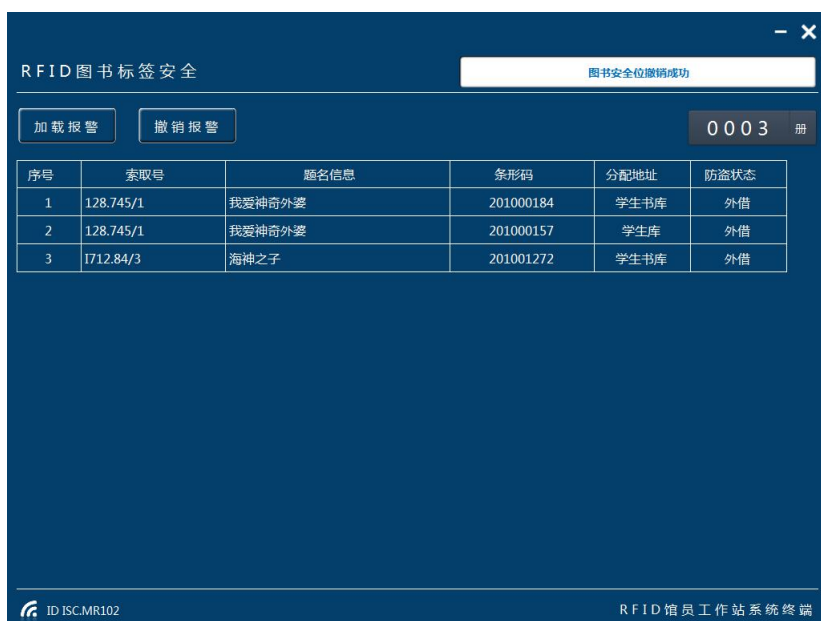 RFID图书标签安全
图书安全位撤销成功
加载报警 撤销报警 0003 册
序号 索取号 题名信息 条形码 分配地址 防盗状态
1 128.745/1 我爱神奇外婆 201000184 学生书库 外借
2 128.745/1 我爱神奇外婆 201000157 学生库 外借
3 I712.84/3 海神之子 201001272 学生书库 外借
ID ISC.MR102 RFID馆员工作站系统终端